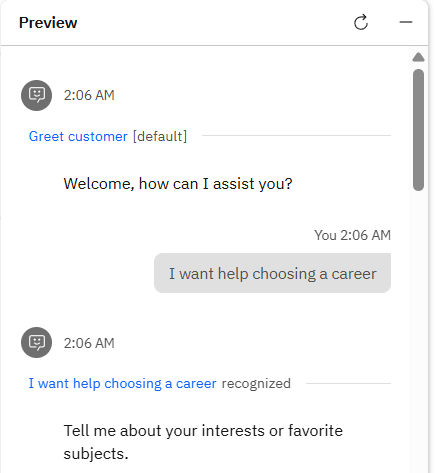 Preview
2:06 AM
Greet customer [default]
Welcome, how can I assist you?
You 2:06 AM
I want help choosing a career
2:06 AM
I want help choosing a career recognized
Tell me about your interests or favorite
subjects.